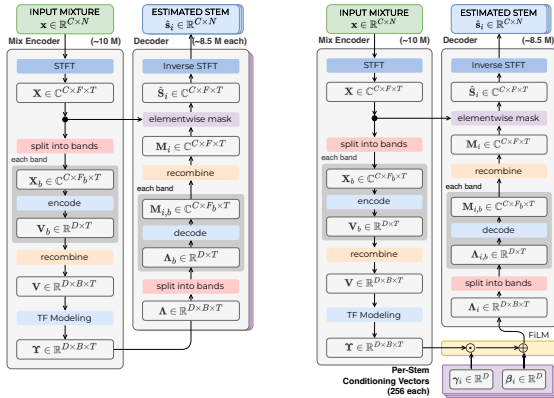 INPUT MIXTURE
x ∈ ℝ^{C×N}
Mix Encoder (~10 M)
STFT
X ∈ ℂ^{C×F×T}
split into bands
each band
X_b ∈ ℂ^{C×F_b×T}
encode
V_b ∈ ℝ^{D×T}
recombine
V ∈ ℝ^{D×B×T}
TF Modeling
Υ ∈ ℝ^{D×B×T}
ESTIMATED STEM
ŝ_i ∈ ℝ^{C×N}
Decoder (~8.5 M each)
Inverse STFT
Ŝ_i ∈ ℂ^{C×F×T}
elementwise mask
M_i ∈ ℂ^{C×F×T}
recombine
each band
M_{i,b} ∈ ℂ^{C×F_b×T}
decode
Λ_b ∈ ℝ^{D×T}
split into bands
Λ ∈ ℝ^{D×B×T}
INPUT MIXTURE
x ∈ ℝ^{C×N}
Mix Encoder (~10 M)
STFT
X ∈ ℂ^{C×F×T}
split into bands
each band
X_b ∈ ℂ^{C×F_b×T}
encode
V_b ∈ ℝ^{D×T}
recombine
V ∈ ℝ^{D×B×T}
TF Modeling
Υ ∈ ℝ^{D×B×T}
ESTIMATED STEM
ŝ_i ∈ ℝ^{C×N}
Decoder (~8.5 M)
Inverse STFT
Ŝ_i ∈ ℂ^{C×F×T}
elementwise mask
M_i ∈ ℂ^{C×F×T}
recombine
each band
M_{i,b} ∈ ℂ^{C×F_b×T}
decode
Λ_{i,b} ∈ ℝ^{D×T}
split into bands
Λ_i ∈ ℝ^{D×B×T}
FiLM
⊙ ⊕
Per-Stem
Conditioning Vectors
(256 each)
γ_i ∈ ℝ^D
β_i ∈ ℝ^D